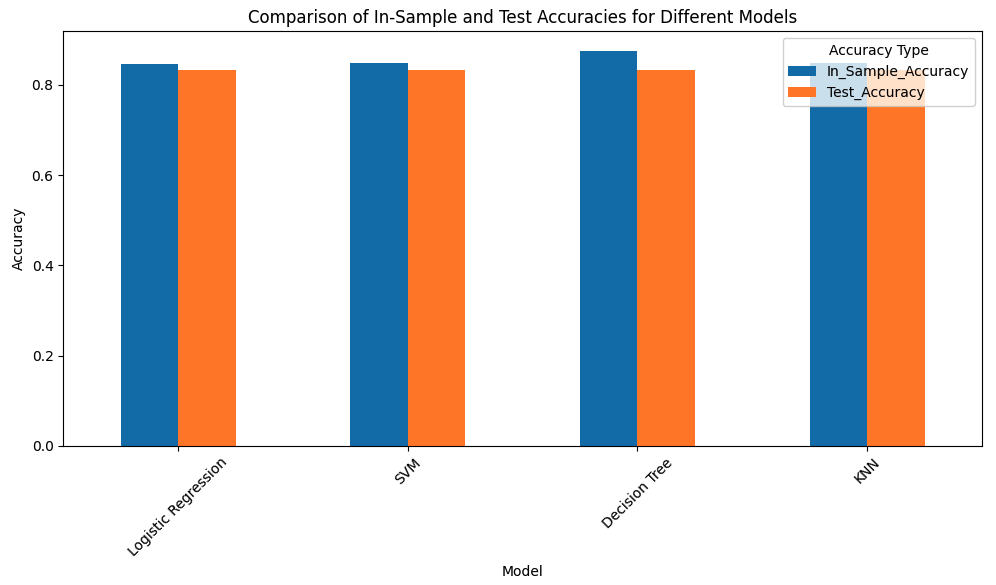 Comparison of In-Sample and Test Accuracies for Different Models
Accuracy Type
In_Sample_Accuracy
Test_Accuracy
0.8
0.6
0.4
0.2
0.0
Accuracy
Logistic Regression
SVM
Decision Tree
KNN
Model